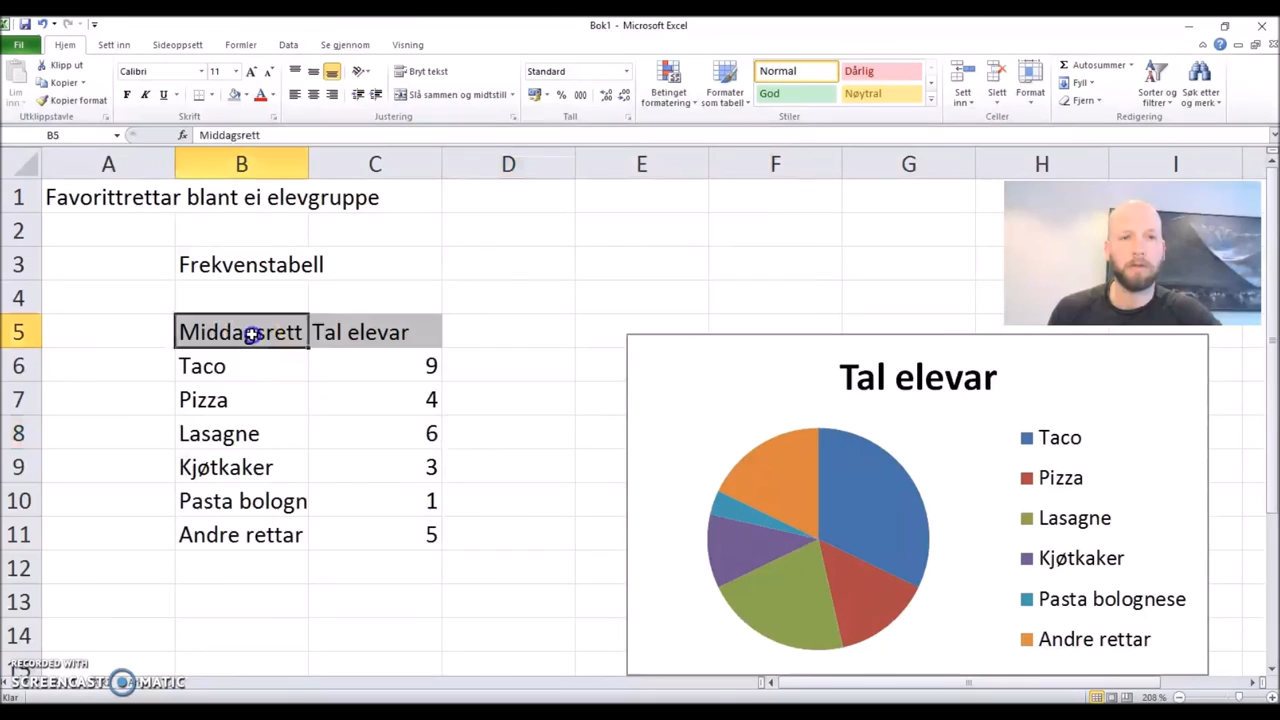 Bok1 - Microsoft Excel
Fil Hjem Sett inn Sideoppsett Formler Data Se gjennom Visning
Lim inn
Klipp ut
Kopier
Kopier format
Utklippstavle
Calibri 11
F K U
Skrift
Bryt tekst
Slå sammen og midtstill
Justering
Standard
% 000
Tall
Betinget formatering
Formater som tabell
Normal Dårlig
God Nøytral
Stiler
Sett inn
Slett
Format
Celler
Autosummer
Fyll
Fjern
Sorter og filtrer
Søk etter og merk
Redigering
B5 fx Middagsrett
A B C D E F G H I
1 Favorittrettar blant ei elevgruppe
2
3 Frekvenstabell
4
5 Middagsrett Tal elevar
6 Taco 9
7 Pizza 4
8 Lasagne 6
9 Kjøtkaker 3
10 Pasta bologn 1
11 Andre rettar 5
12
13
14
15
Tal elevar
Taco
Pizza
Lasagne
Kjøtkaker
Pasta bolognese
Andre rettar
RECORDED WITH
SCREENCAST-O-MATIC
Klar
208 %